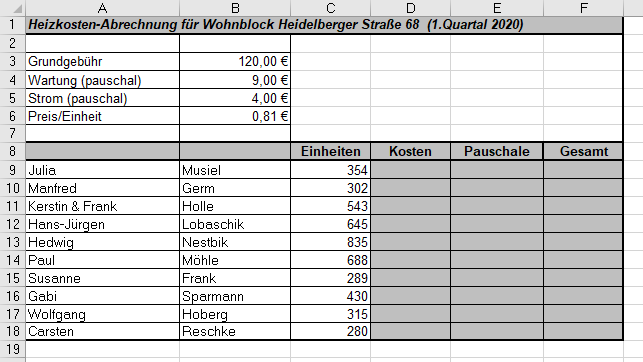 A B C D E F
1 Heizkosten-Abrechnung für Wohnblock Heidelberger Straße 68 (1.Quartal 2020)
2
3 Grundgebühr 120,00 €
4 Wartung (pauschal) 9,00 €
5 Strom (pauschal) 4,00 €
6 Preis/Einheit 0,81 €
7
8 Einheiten Kosten Pauschale Gesamt
9 Julia Musiel 354
10 Manfred Germ 302
11 Kerstin & Frank Holle 543
12 Hans-Jürgen Lobaschik 645
13 Hedwig Nestbik 835
14 Paul Möhle 688
15 Susanne Frank 289
16 Gabi Sparmann 430
17 Wolfgang Hoberg 315
18 Carsten Reschke 280
19